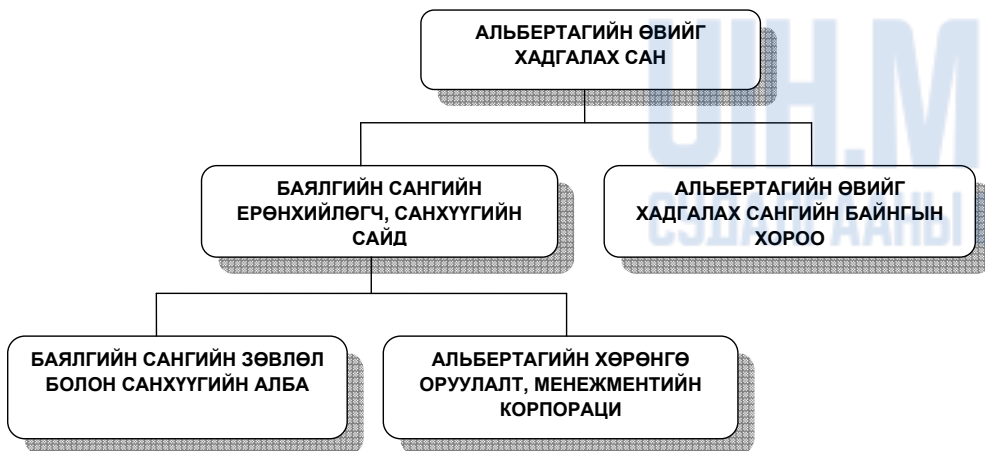 АЛЬБЕРТАГИЙН ӨВИЙГ
ХАДГАЛАХ САН
БАЯЛГИЙН САНГИЙН
ЕРӨНХИЙЛӨГЧ, САНХҮҮГИЙН
САЙД
АЛЬБЕРТАГИЙН ӨВИЙГ
ХАДГАЛАХ САНГИЙН БАЙНГЫН
ХОРОО
БАЯЛГИЙН САНГИЙН ЗӨВЛӨЛ
БОЛОН САНХҮҮГИЙН АЛБА
АЛЬБЕРТАГИЙН ХӨРӨНГӨ
ОРУУЛАЛТ, МЕНЕЖМЕНТИЙН
КОРПОРАЦИ